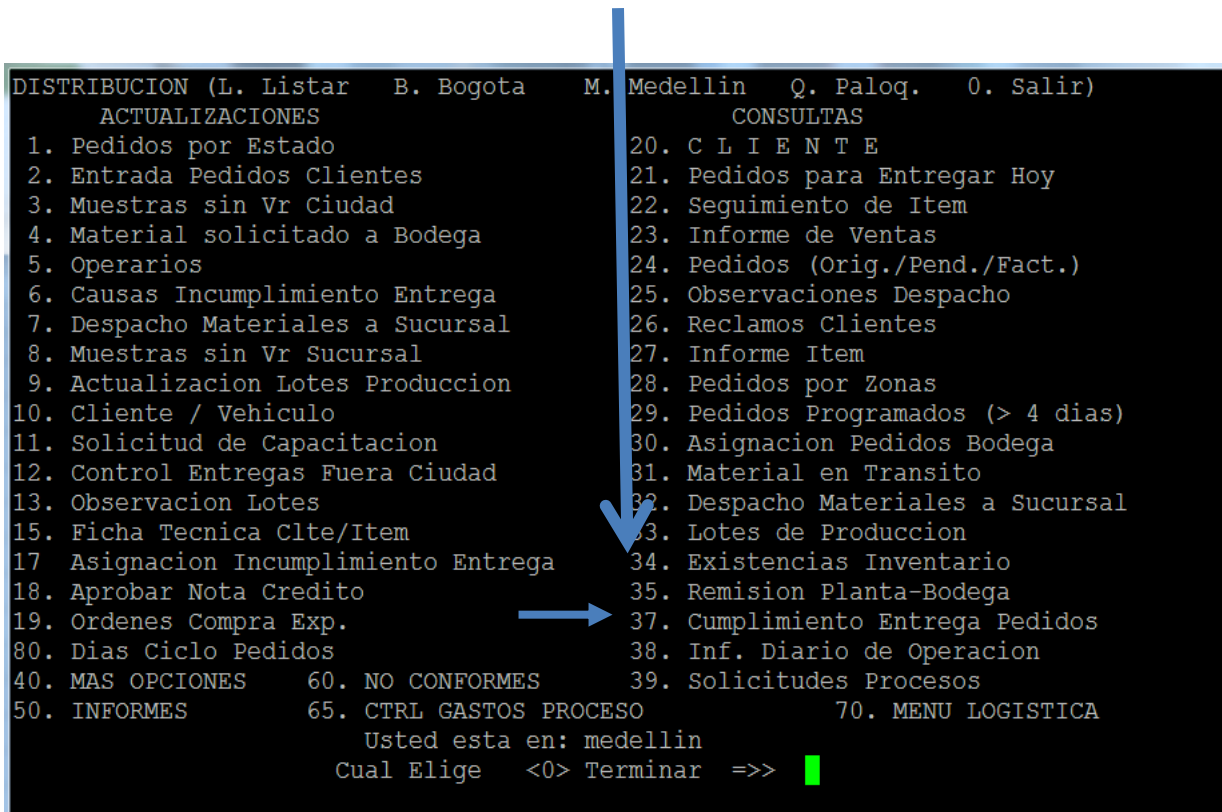 DISTRIBUCION (L. Listar B. Bogota M. Medellin Q. Paloq. 0. Salir)
ACTUALIZACIONES CONSULTAS
1. Pedidos por Estado 20. C L I E N T E
2. Entrada Pedidos Clientes 21. Pedidos para Entregar Hoy
3. Muestras sin Vr Ciudad 22. Seguimiento de Item
4. Material solicitado a Bodega 23. Informe de Ventas
5. Operarios 24. Pedidos (Orig./Pend./Fact.)
6. Causas Incumplimiento Entrega 25. Observaciones Despacho
7. Despacho Materiales a Sucursal 26. Reclamos Clientes
8. Muestras sin Vr Sucursal 27. Informe Item
9. Actualizacion Lotes Produccion 28. Pedidos por Zonas
10. Cliente / Vehiculo 29. Pedidos Programados (> 4 dias)
11. Solicitud de Capacitacion 30. Asignacion Pedidos Bodega
12. Control Entregas Fuera Ciudad 31. Material en Transito
13. Observacion Lotes 32. Despacho Materiales a Sucursal
15. Ficha Tecnica Clte/Item 33. Lotes de Produccion
17 Asignacion Incumplimiento Entrega 34. Existencias Inventario
18. Aprobar Nota Credito 35. Remision Planta-Bodega
19. Ordenes Compra Exp. 37. Cumplimiento Entrega Pedidos
80. Dias Ciclo Pedidos 38. Inf. Diario de Operacion
40. MAS OPCIONES 60. NO CONFORMES 39. Solicitudes Procesos
50. INFORMES 65. CTRL GASTOS PROCESO 70. MENU LOGISTICA
Usted esta en: medellin
Cual Elige <0> Terminar =>>